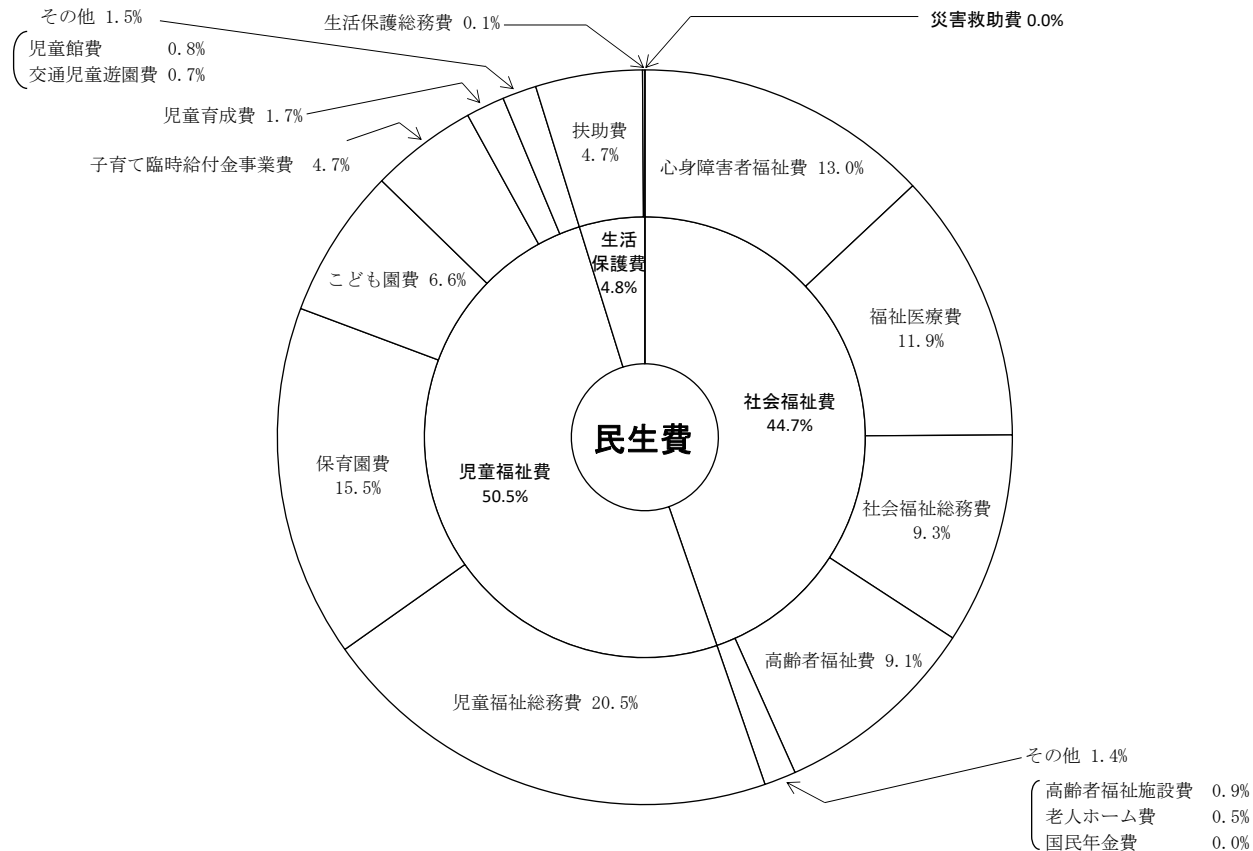 その他 1.5%
児童館費 0.8%
交通児童遊園費 0.7%
生活保護総務費 0.1%
災害救助費 0.0%
児童育成費 1.7%
子育て臨時給付金事業費 4.7%
扶助費
4.7%
心身障害者福祉費 13.0%
こども園費 6.6%
生活
保護費
4.8%
福祉医療費
11.9%
社会福祉費
44.7%
民生費
保育園費
15.5%
児童福祉費
50.5%
社会福祉総務費
9.3%
高齢者福祉費 9.1%
児童福祉総務費 20.5%
その他 1.4%
高齢者福祉施設費 0.9%
老人ホーム費 0.5%
国民年金費 0.0%